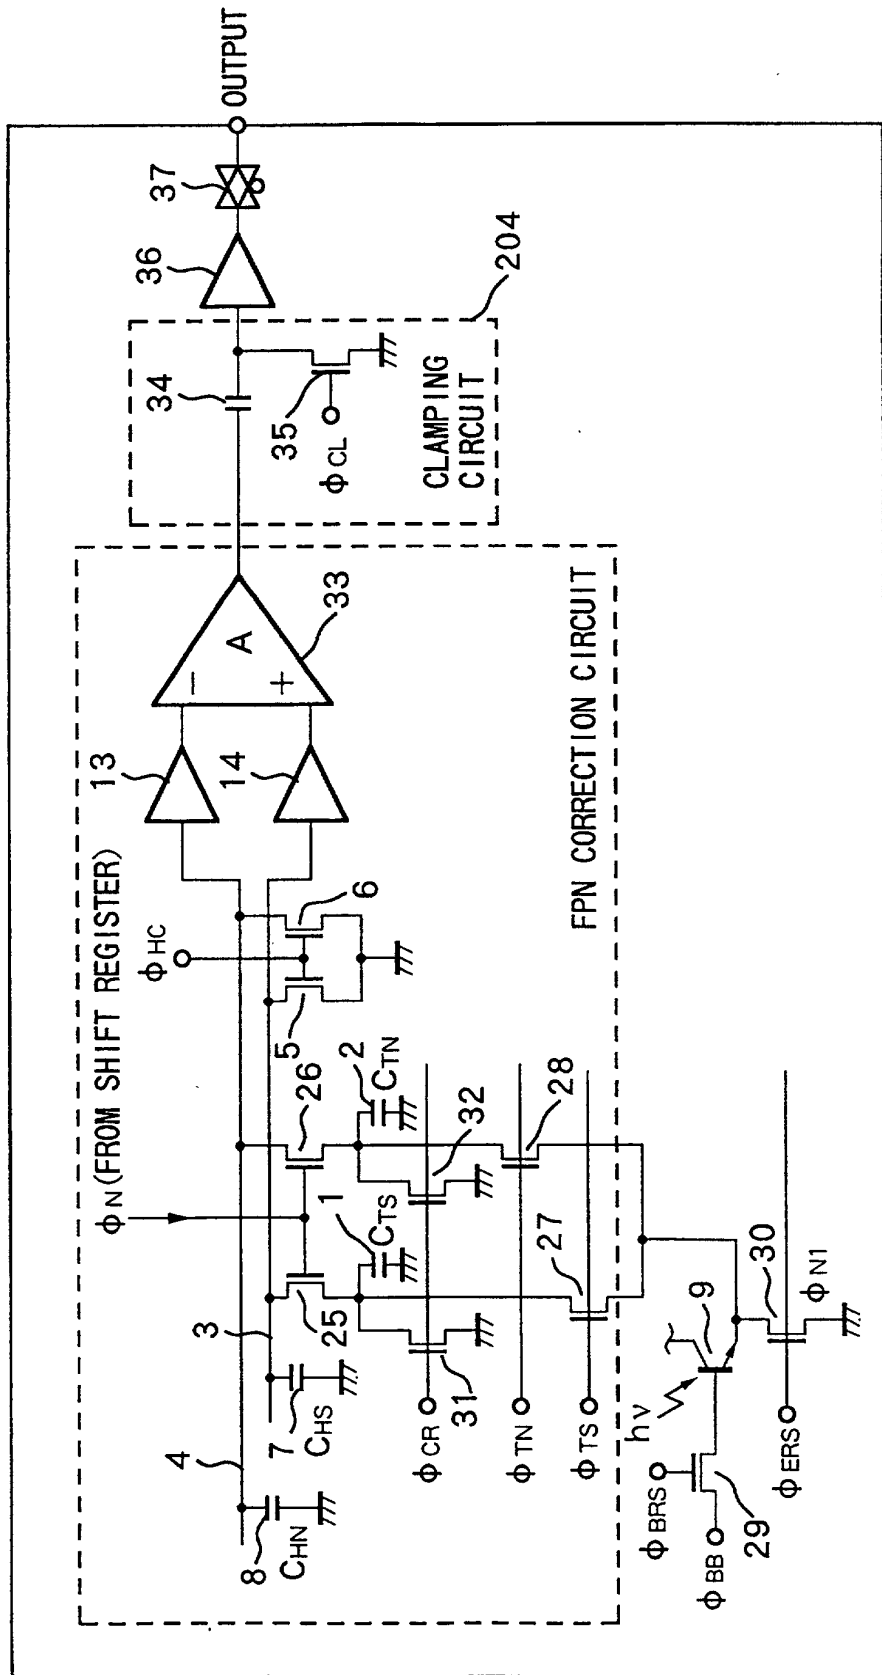 OUTPUT
37
36
204
34
35
ϕCL
CLAMPING
CIRCUIT
33
A
−
+
13
14
FPN CORRECTION CIRCUIT
ϕN(FROM SHIFT REGISTER)
ϕHC
6
5
26
2
CTN
32
28
1
CTS
25
27
3
4
7
CHS
8
CHN
31
ϕCR
ϕTN
ϕTS
30
ϕN1
9
hν
ϕERS
ϕBRS
ϕBB
29